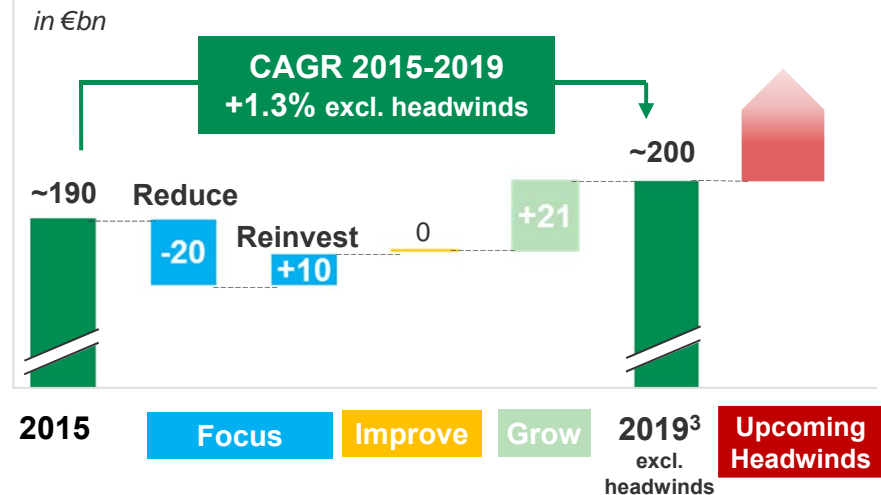 in €bn
CAGR 2015-2019
+1.3% excl. headwinds
~190
Reduce
-20
Reinvest
+10
0
+21
~200
2015
Focus
Improve
Grow
2019³
excl.
headwinds
Upcoming
Headwinds